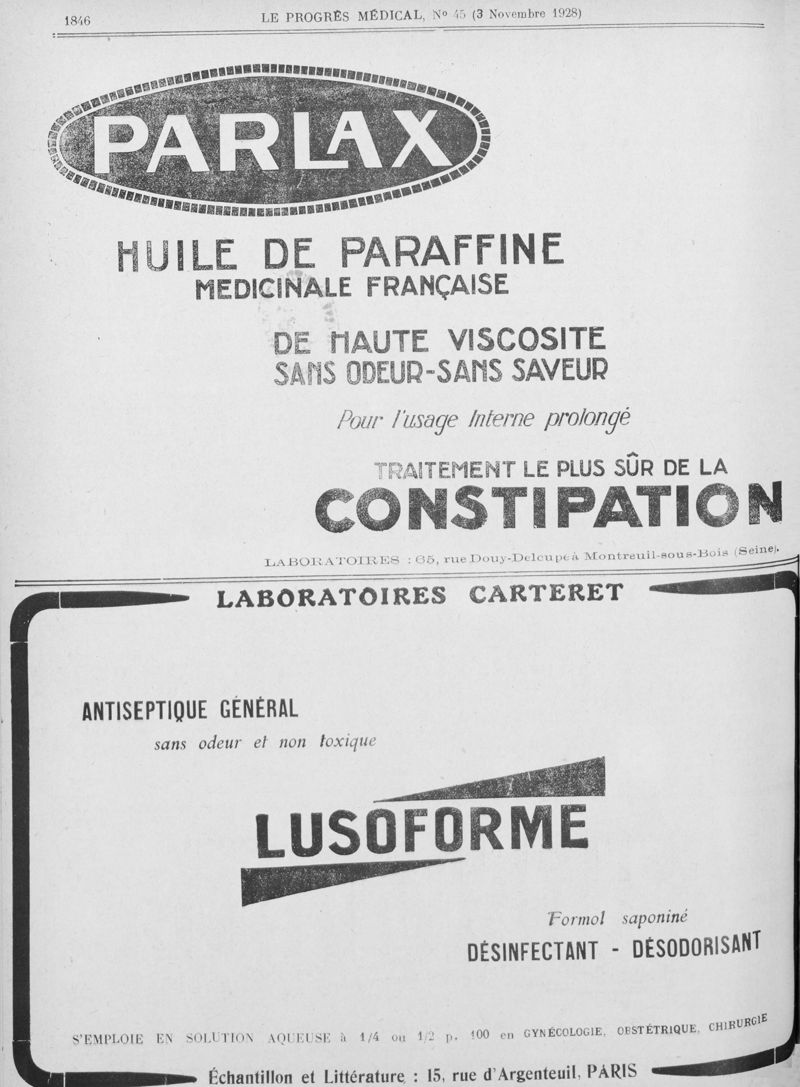 1846
LE PROGRÈS MÉDICAL, No 45 (3 Novembre 1928)
PARLAX
HUILE DE PARAFFINE
MEDICINALE FRANÇAISE
DE HAUTE VISCOSITE
SANS ODEUR-SANS SAVEUR
Pour l'usage Interne prolongé
TRAITEMENT LE PLUS SÛR DE LA
CONSTIPATION
LABORATOIRES : 65, rue Douy-Delcupe à Montreuil-sous-Bois (Seine).
LABORATOIRES CARTERET
ANTISEPTIQUE GÉNÉRAL
sans odeur et non toxique
LUSOFORME
Formol saponiné
DÉSINFECTANT - DÉSODORISANT
S'EMPLOIE EN SOLUTION AQUEUSE à 1/4 ou 1/2 p. 100 en GYNÉCOLOGIE, OBSTÉTRIQUE, CHIRURGIE
Échantillon et Littérature : 15, rue d'Argenteuil, PARIS